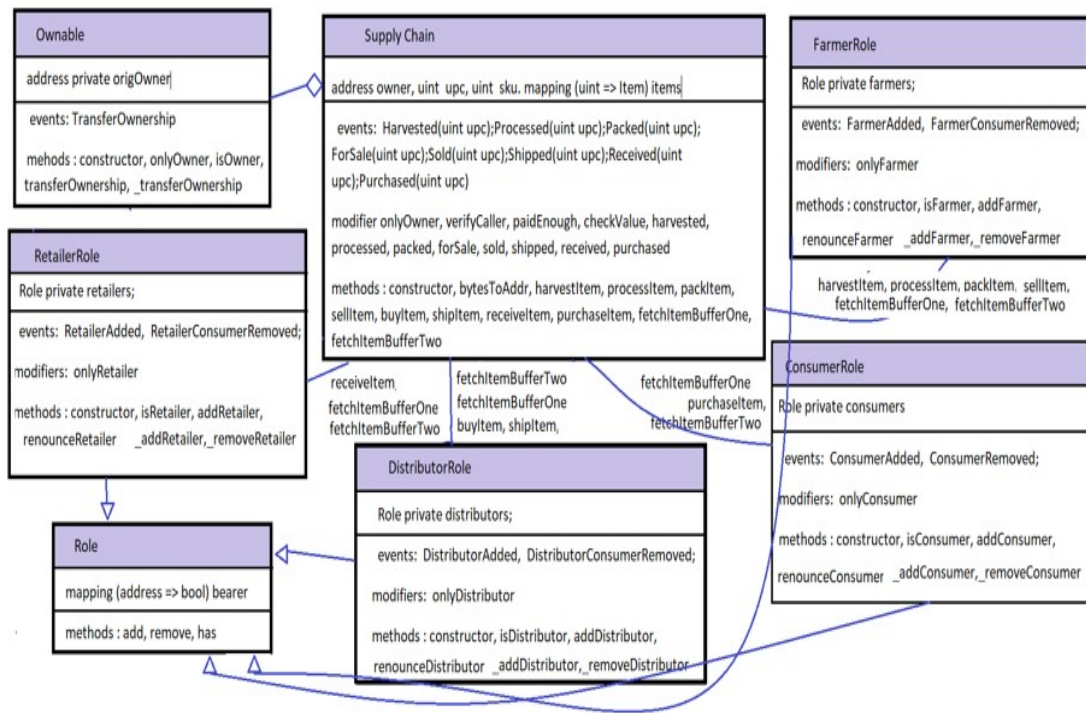 Ownable
address private origOwner
events: TransferOwnership
mehods : constructor, onlyOwner, isOwner,
transferOwnership, _transferOwnership
Supply Chain
address owner, uint upc, uint sku. mapping (uint => Item) items
events: Harvested(uint upc);Processed(uint upc);Packed(uint upc);
ForSale(uint upc);Sold(uint upc);Shipped(uint upc);Received(uint
upc);Purchased(uint upc)
modifier onlyOwner, verifyCaller, paidEnough, checkValue, harvested,
processed, packed, forSale, sold, shipped, received, purchased
methods : constructor, bytesToAddr, harvestItem, processItem, packItem,
sellItem, buyItem, shipItem, receiveItem, purchaseItem, fetchItemBufferOne,
fetchItemBufferTwo
FarmerRole
Role private farmers;
events: FarmerAdded, FarmerConsumerRemoved;
modifiers: onlyFarmer
methods : constructor, isFarmer, addFarmer,
renounceFarmer _addFarmer,_removeFarmer
harvestItem, processItem, packItem, sellItem,
fetchItemBufferOne, fetchItemBufferTwo
RetailerRole
Role private retailers;
events: RetailerAdded, RetailerConsumerRemoved;
modifiers: onlyRetailer
methods : constructor, isRetailer, addRetailer,
renounceRetailer _addRetailer,_removeRetailer
receiveItem,
fetchItemBufferOne
fetchItemBufferTwo
fetchItemBufferTwo
fetchItemBufferOne
buyItem, shipItem,
fetchItemBufferOne
purchaseItem,
fetchItemBufferTwo
ConsumerRole
Role private consumers
events: ConsumerAdded, ConsumerRemoved;
modifiers: onlyConsumer
methods : constructor, isConsumer, addConsumer,
renounceConsumer _addConsumer,_removeConsumer
DistributorRole
Role private distributors;
events: DistributorAdded, DistributorConsumerRemoved;
modifiers: onlyDistributor
methods : constructor, isDistributor, addDistributor,
renounceDistributor _addDistributor,_removeDistributor
Role
mapping (address => bool) bearer
methods : add, remove, has